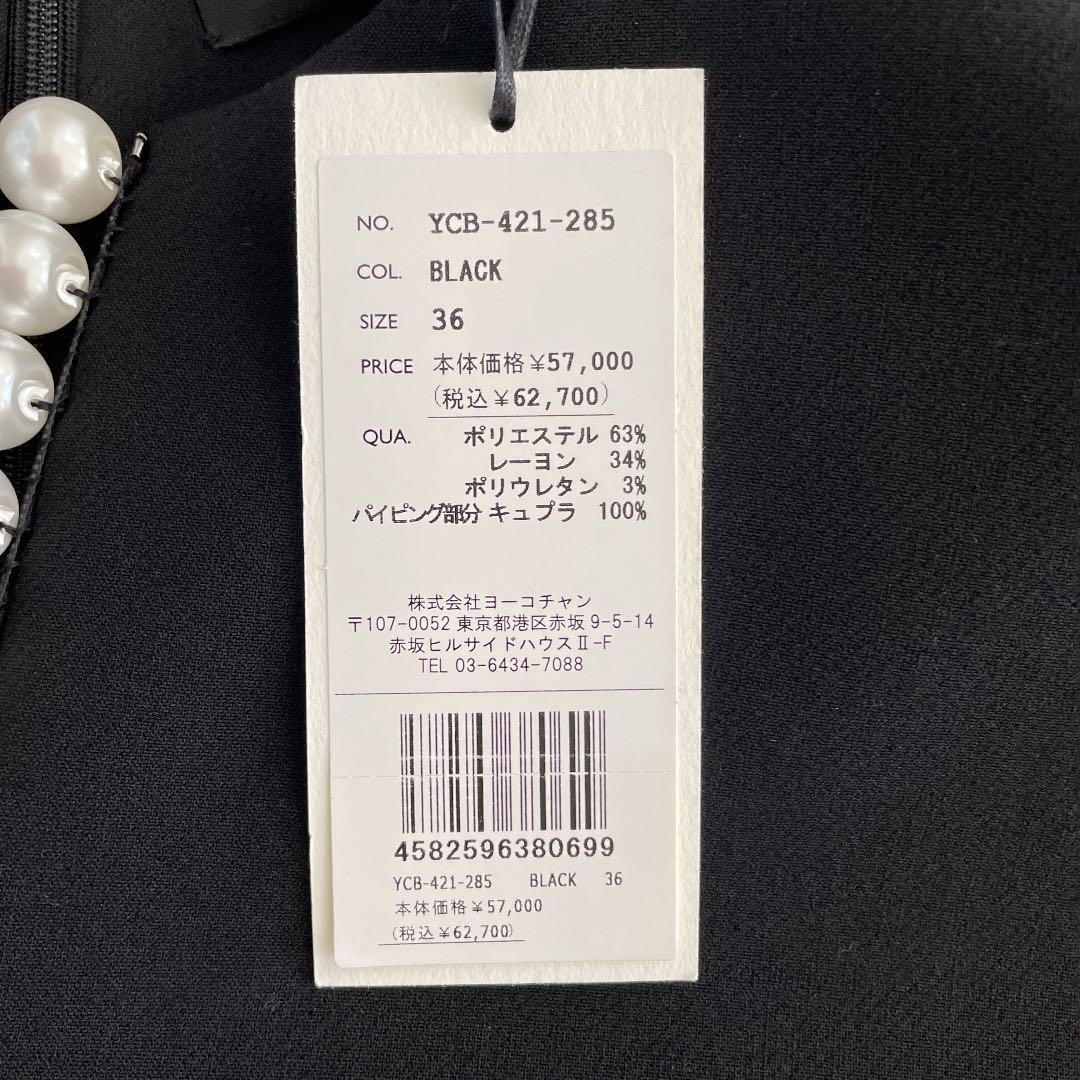 NO. YCB-421-285
COL. BLACK
SIZE 36
PRICE 本体価格¥57,000
(税込¥62,700)
QUA. ポリエステル 63%
レーヨン 34%
ポリウレタン 3%
パイピング部分 キュプラ 100%
株式会社ヨーコチャン
〒107-0052 東京都港区赤坂 9-5-14
赤坂ヒルサイドハウスⅡ-F
TEL 03-6434-7088
4582596380699
YCB-421-285 BLACK 36
本体価格¥57,000
(税込¥62,700)